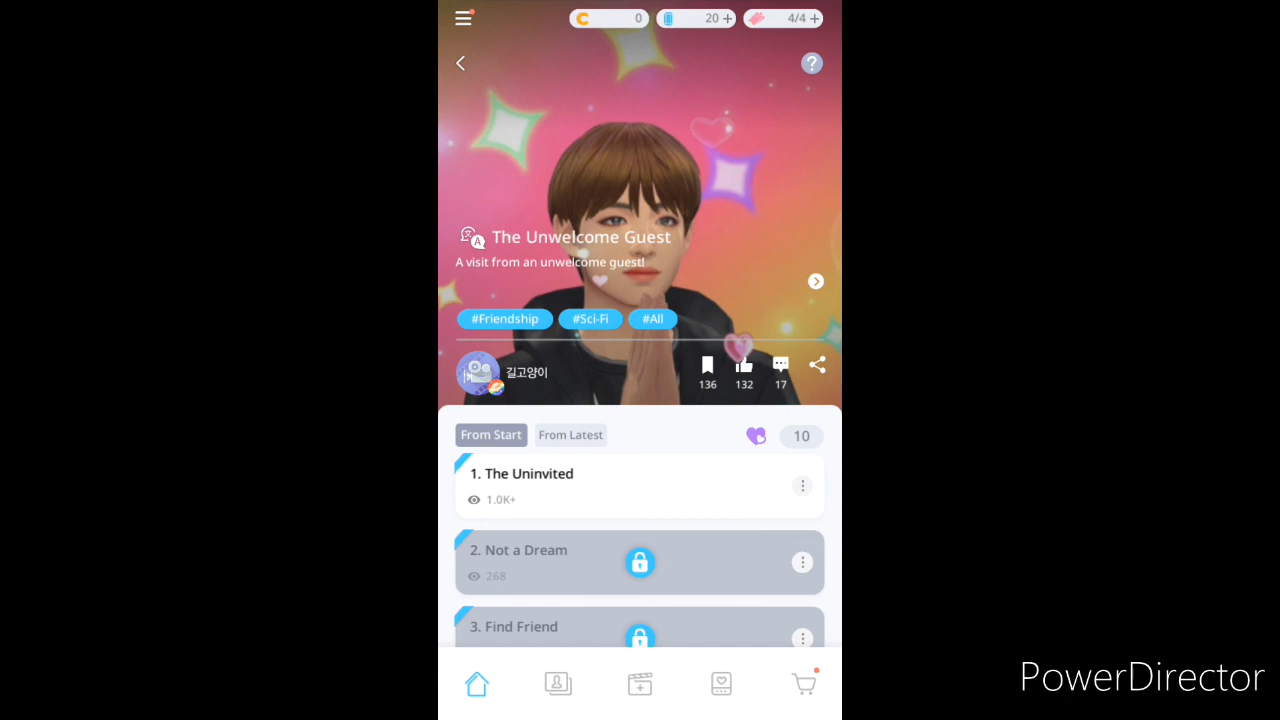 0
20 +
4/4 +
?
The Unwelcome Guest
A visit from an unwelcome guest!
#Friendship
#Sci-Fi
#All
길고양이
136
132
17
From Start
From Latest
10
1. The Uninvited
1.0K+
2. Not a Dream
268
3. Find Friend
PowerDirector